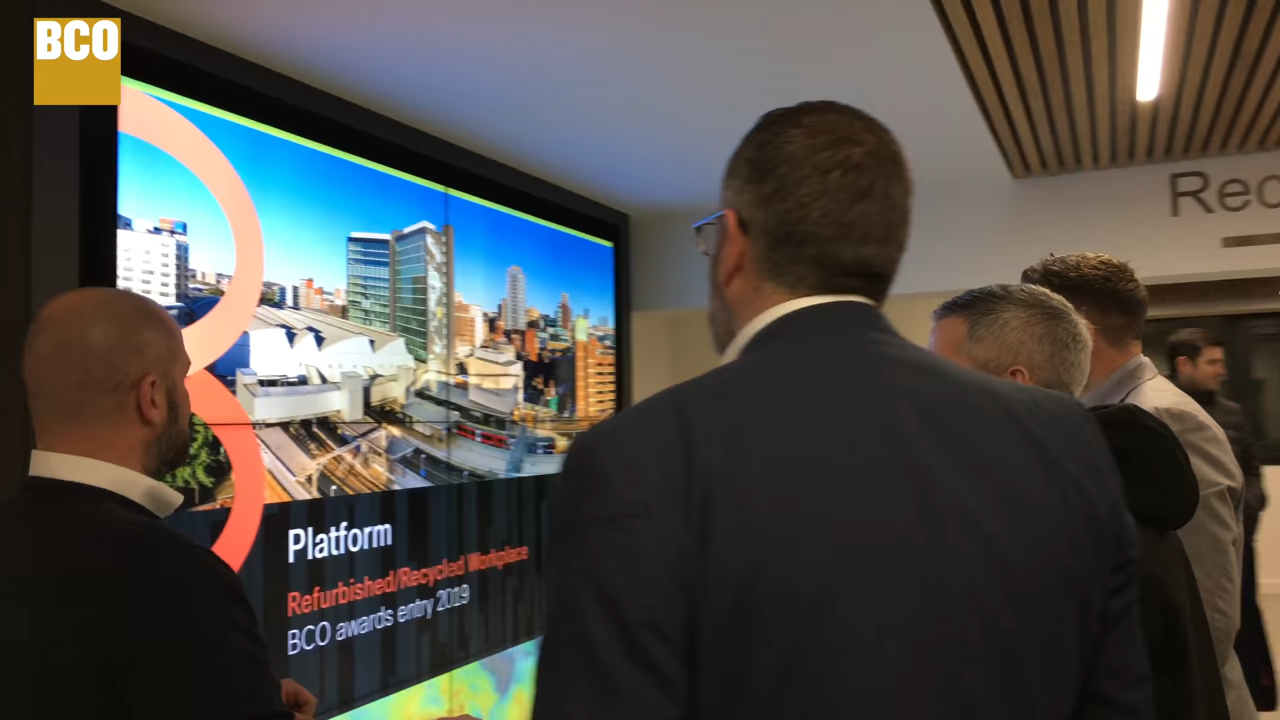 BCO
Platform
Refurbished/Recycled Workplace
BCO awards entry 2019
Rec